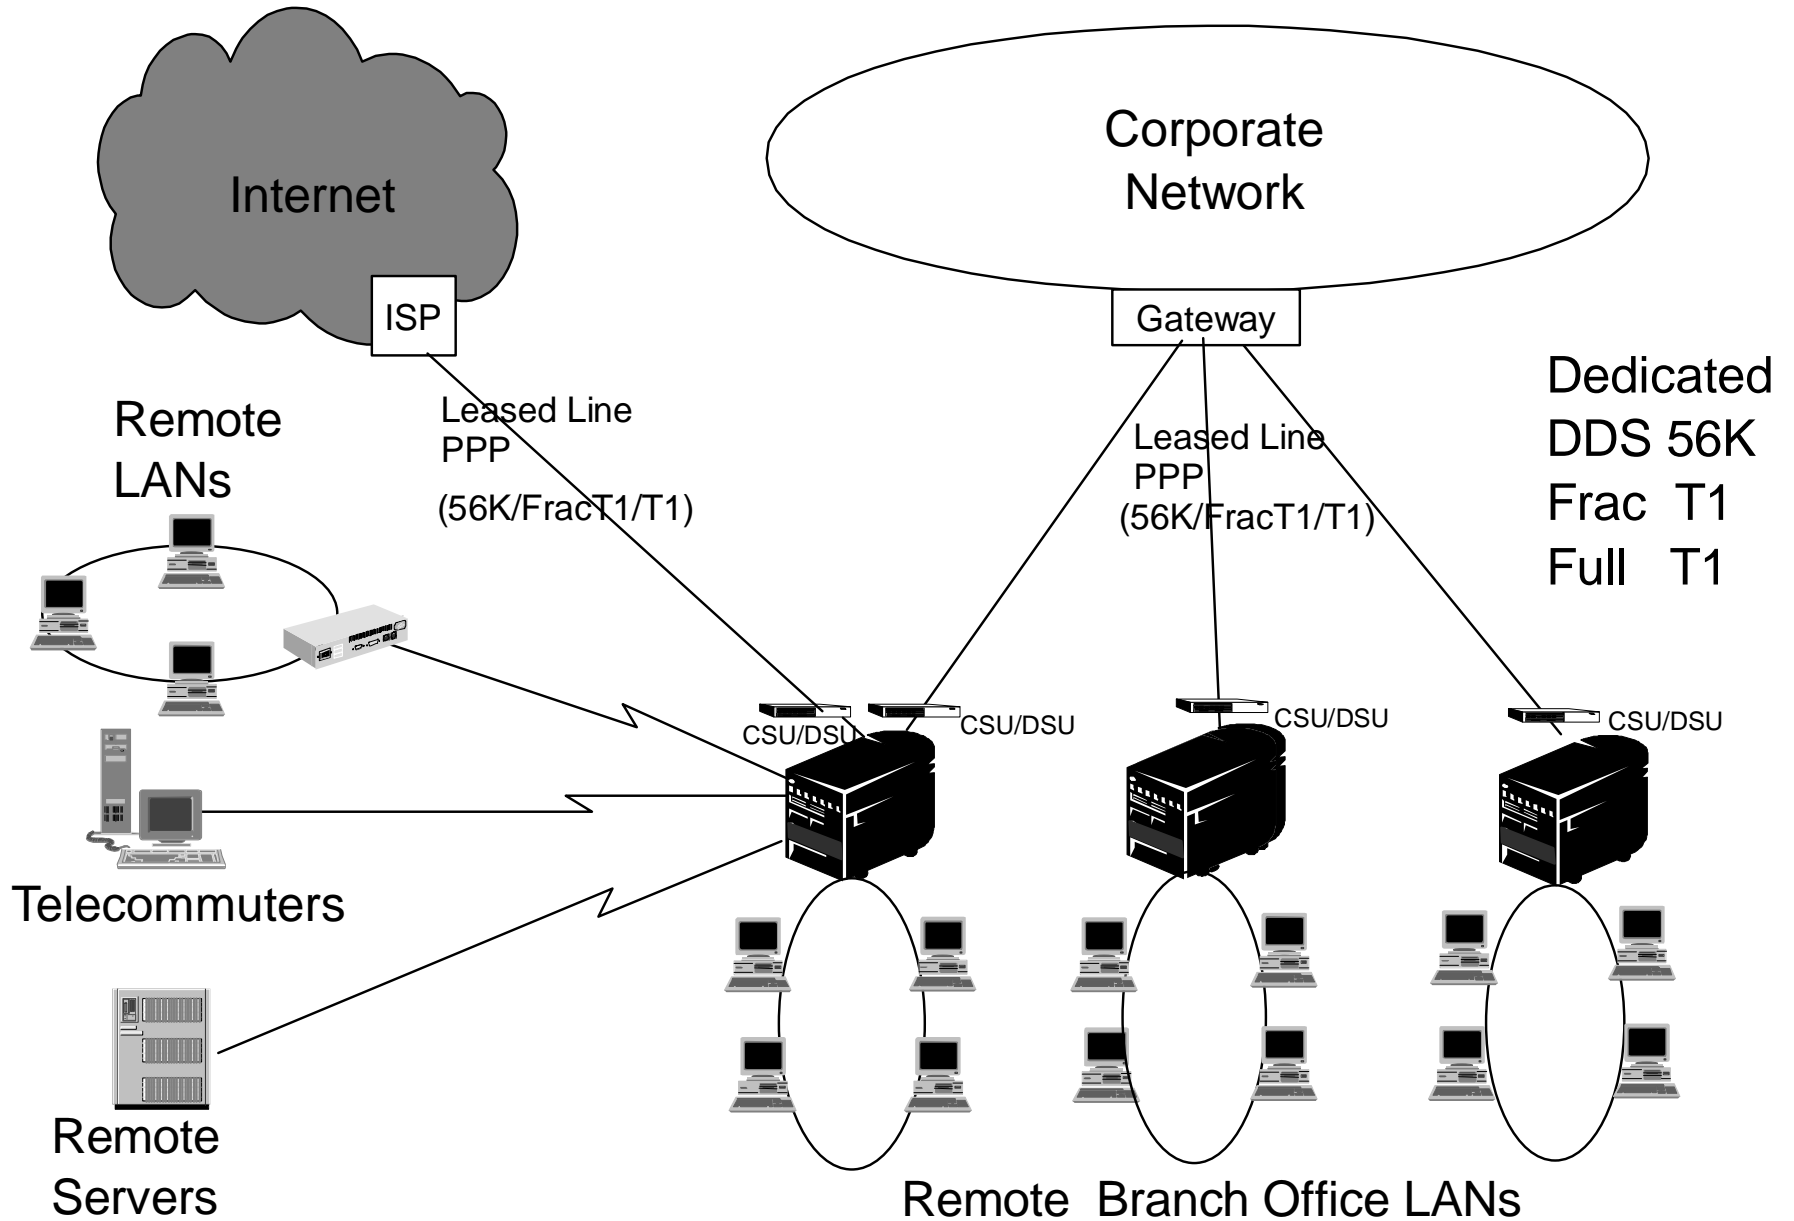 Internet
ISP
Corporate
Network
Gateway
Dedicated
DDS 56K
Frac T1
Full T1
Remote
LANs
Leased Line
PPP
(56K/FracT1/T1)
Leased Line
PPP
(56K/FracT1/T1)
CSU/DSU
CSU/DSU
CSU/DSU
CSU/DSU
Telecommuters
Remote
Servers
Remote Branch Office LANs